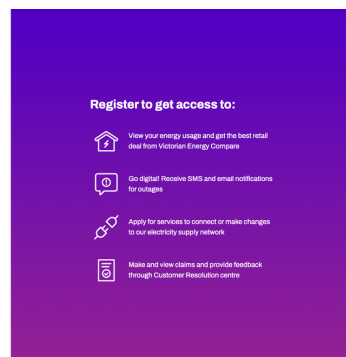 Register to get access to:
View your energy usage and get the best retail
deal from Victorian Energy Compare
Go digital! Receive SMS and email notifications
for outages
Apply for services to connect or make changes
to our electricity supply network
Make and view claims and provide feedback
through Customer Resolution centre